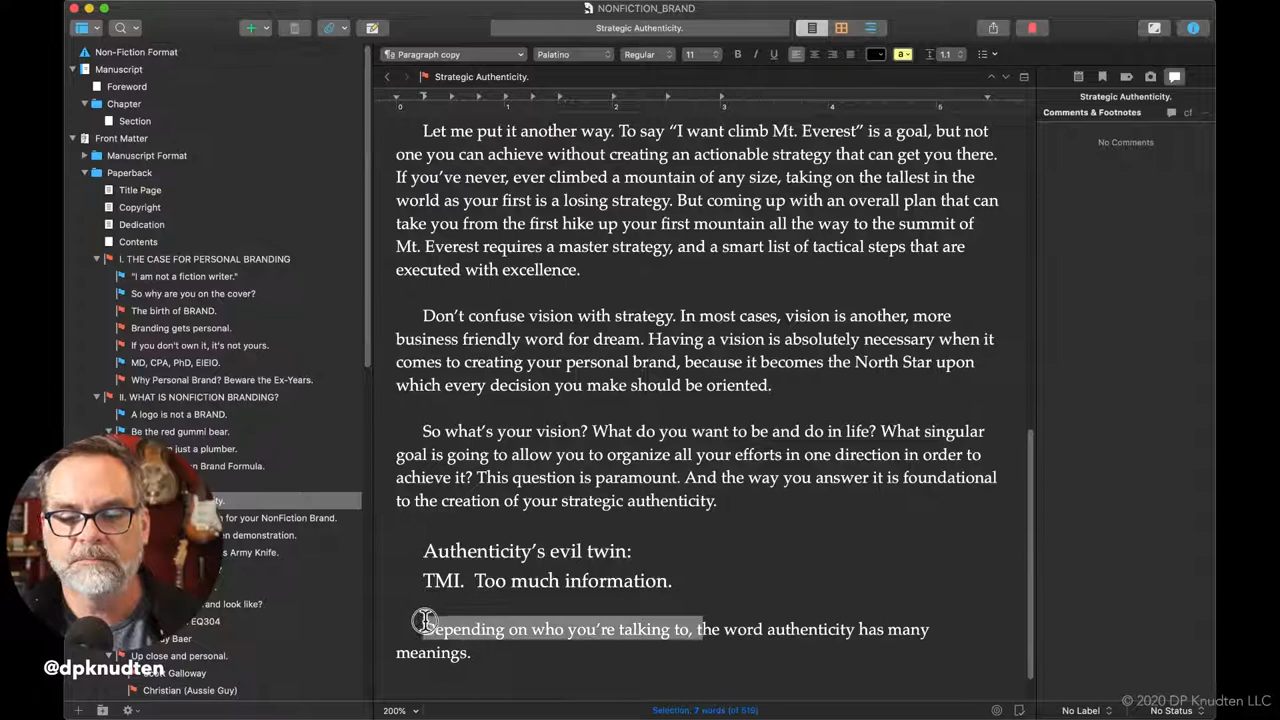 NONFICTION_BRAND
Strategic Authenticity.
¶ Paragraph copy
Palatino
Regular
11
B
I
U
a
1.1
Strategic Authenticity.
0
1
2
3
4
5
Non-Fiction Format
Manuscript
Foreword
Chapter
Section
Front Matter
Manuscript Format
Paperback
Title Page
Copyright
Dedication
Contents
I. THE CASE FOR PERSONAL BRANDING
"I am not a fiction writer."
So why are you on the cover?
The birth of BRAND.
Branding gets personal.
If you don't own it, it's not yours.
MD, CPA, PhD, EIEIO.
Why Personal Brand? Beware the Ex-Years.
II. WHAT IS NONFICTION BRANDING?
A logo is not a BRAND.
Be the red gummi bear.
just a plumber.
Brand Formula.
for your NonFiction Brand.
demonstration.
Army Knife.
and look like?
EQ304
Baer
Up close and personal.
Galloway
Christian (Aussie Guy)
@dpknudten
Let me put it another way. To say “I want climb Mt. Everest” is a goal, but not
one you can achieve without creating an actionable strategy that can get you there.
If you’ve never, ever climbed a mountain of any size, taking on the tallest in the
world as your first is a losing strategy. But coming up with an overall plan that can
take you from the first hike up your first mountain all the way to the summit of
Mt. Everest requires a master strategy, and a smart list of tactical steps that are
executed with excellence.
Don’t confuse vision with strategy. In most cases, vision is another, more
business friendly word for dream. Having a vision is absolutely necessary when it
comes to creating your personal brand, because it becomes the North Star upon
which every decision you make should be oriented.
So what’s your vision? What do you want to be and do in life? What singular
goal is going to allow you to organize all your efforts in one direction in order to
achieve it? This question is paramount. And the way you answer it is foundational
to the creation of your strategic authenticity.
Authenticity’s evil twin:
TMI. Too much information.
Depending on who you’re talking to, the word authenticity has many
meanings.
200%
Selection: 7 words (of 519)
Strategic Authenticity.
Comments & Footnotes
cf
No Comments
No Label
No Status
© 2020 DP Knudten LLC